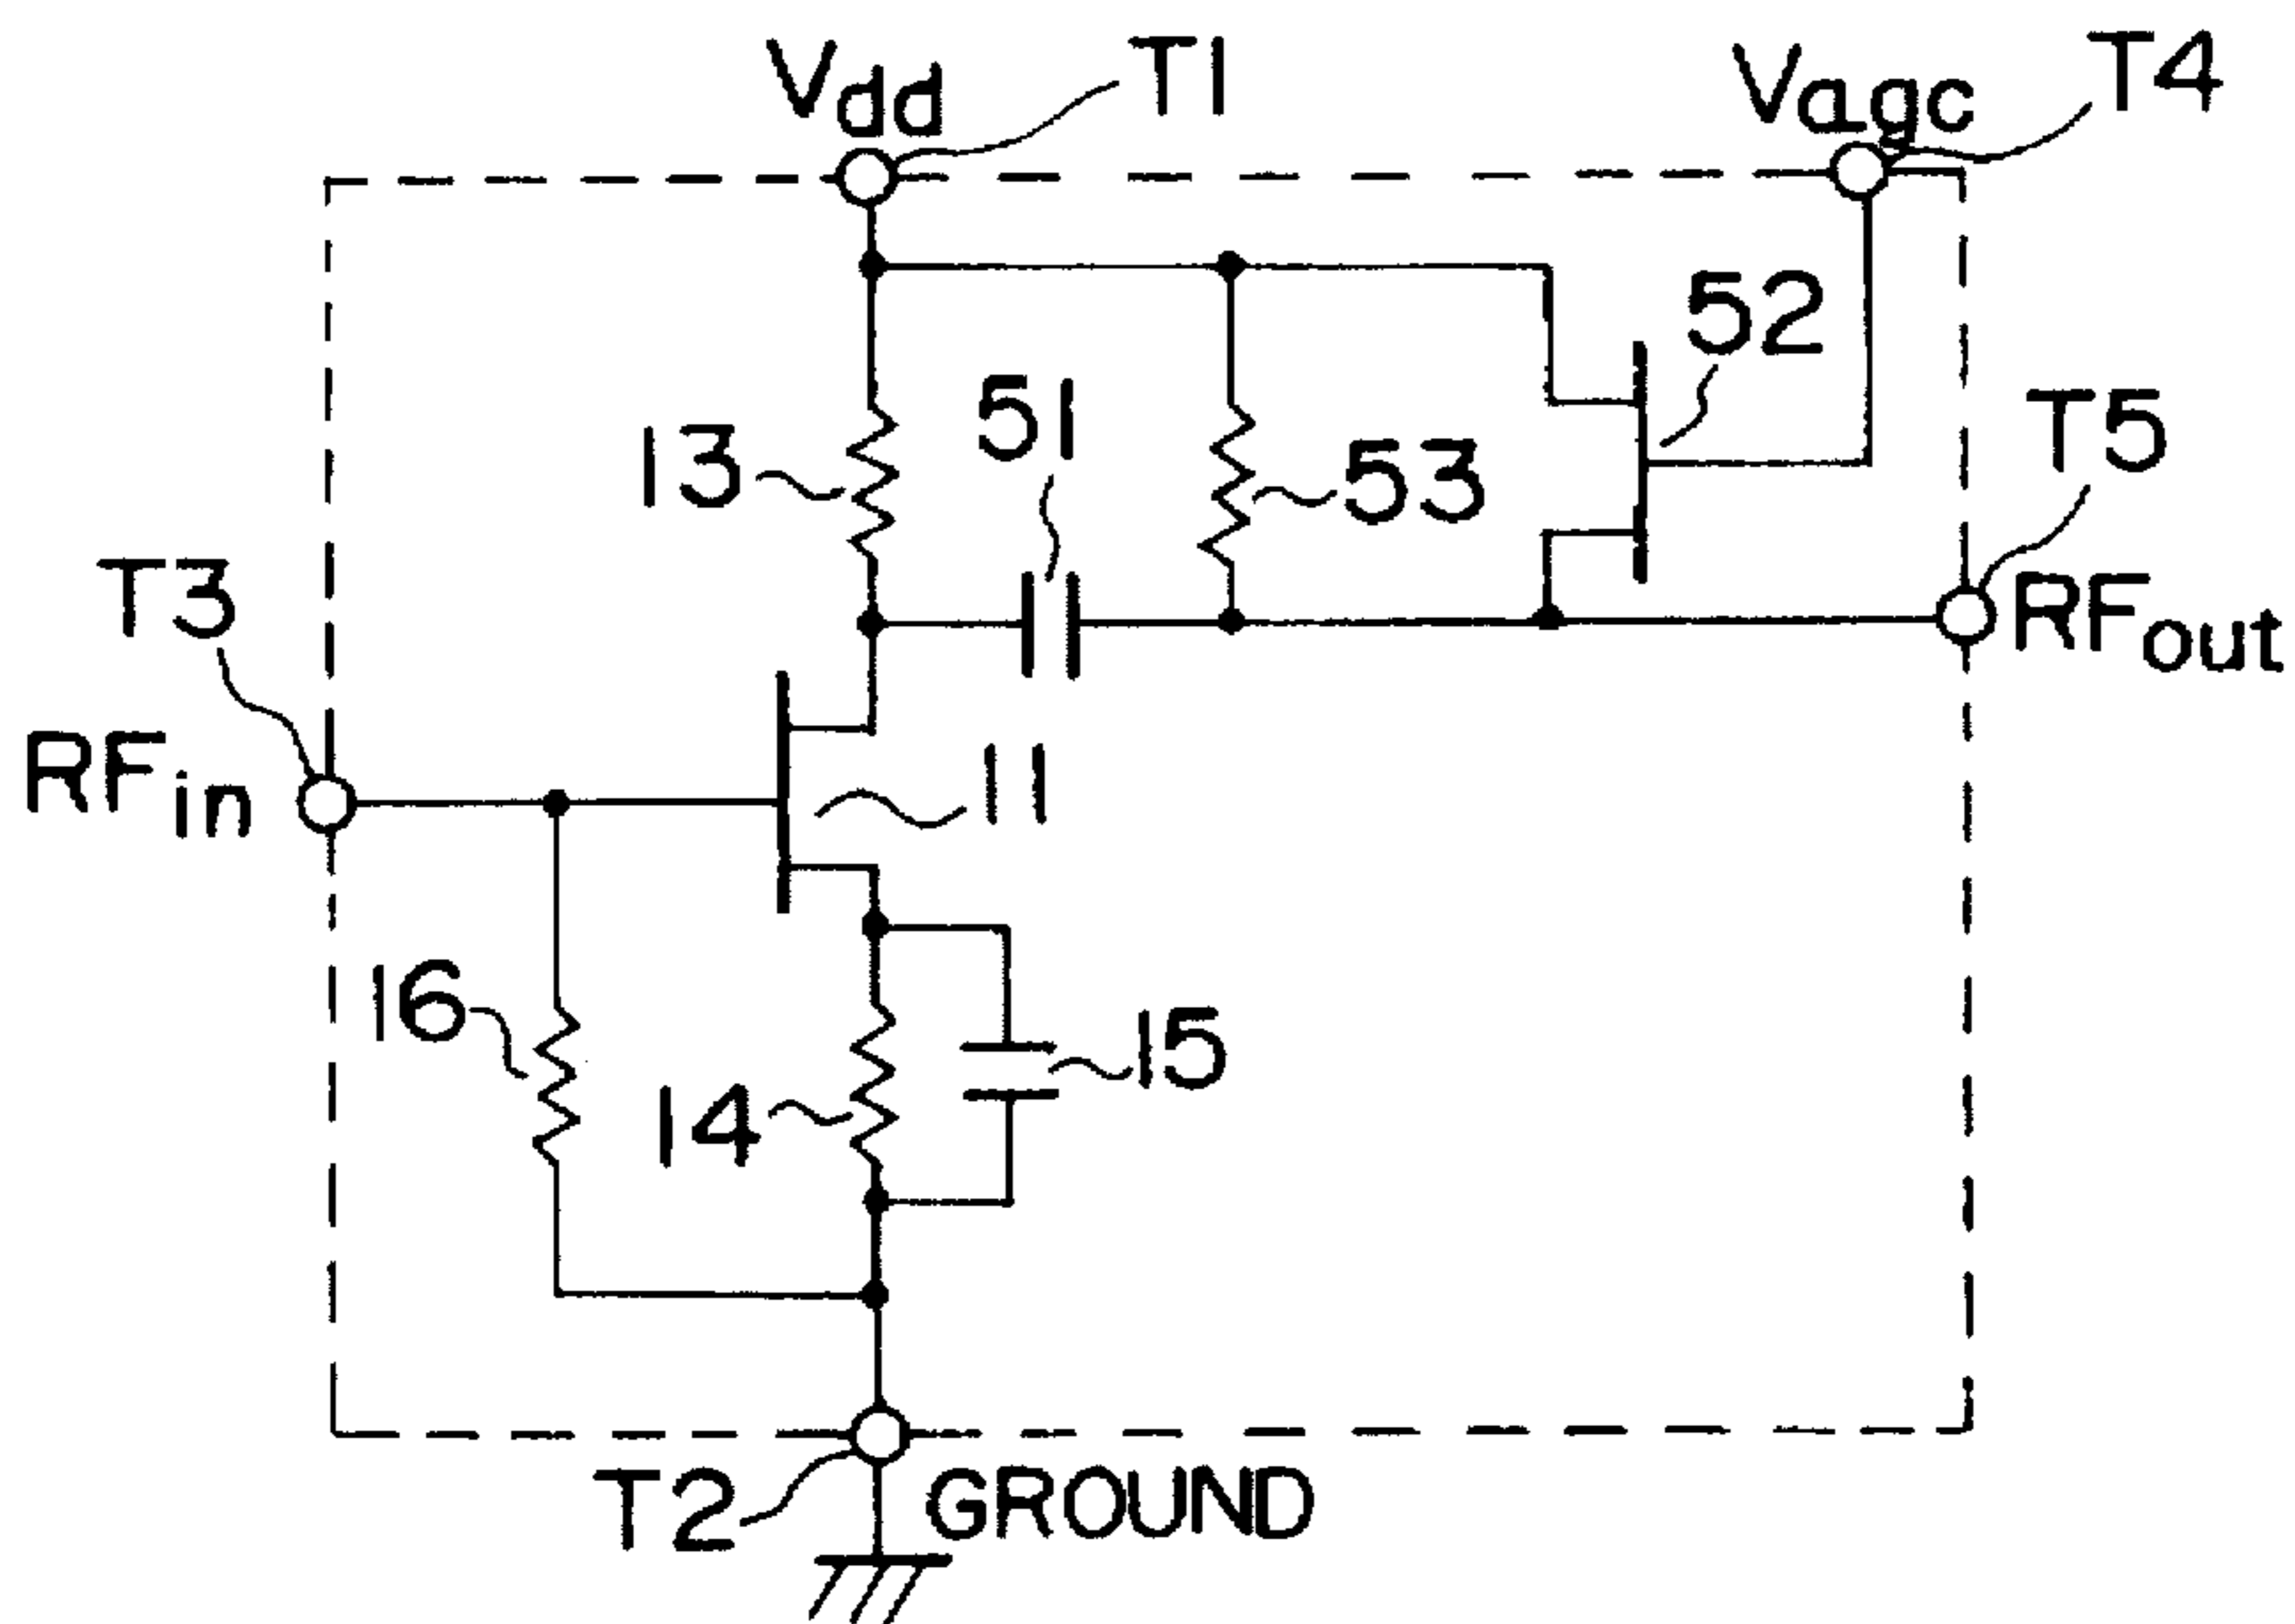 Vdd
T1
Vagc
T4
52
T5
13
51
53
T3
RFout
RFin
11
16
14
15
T2
GROUND